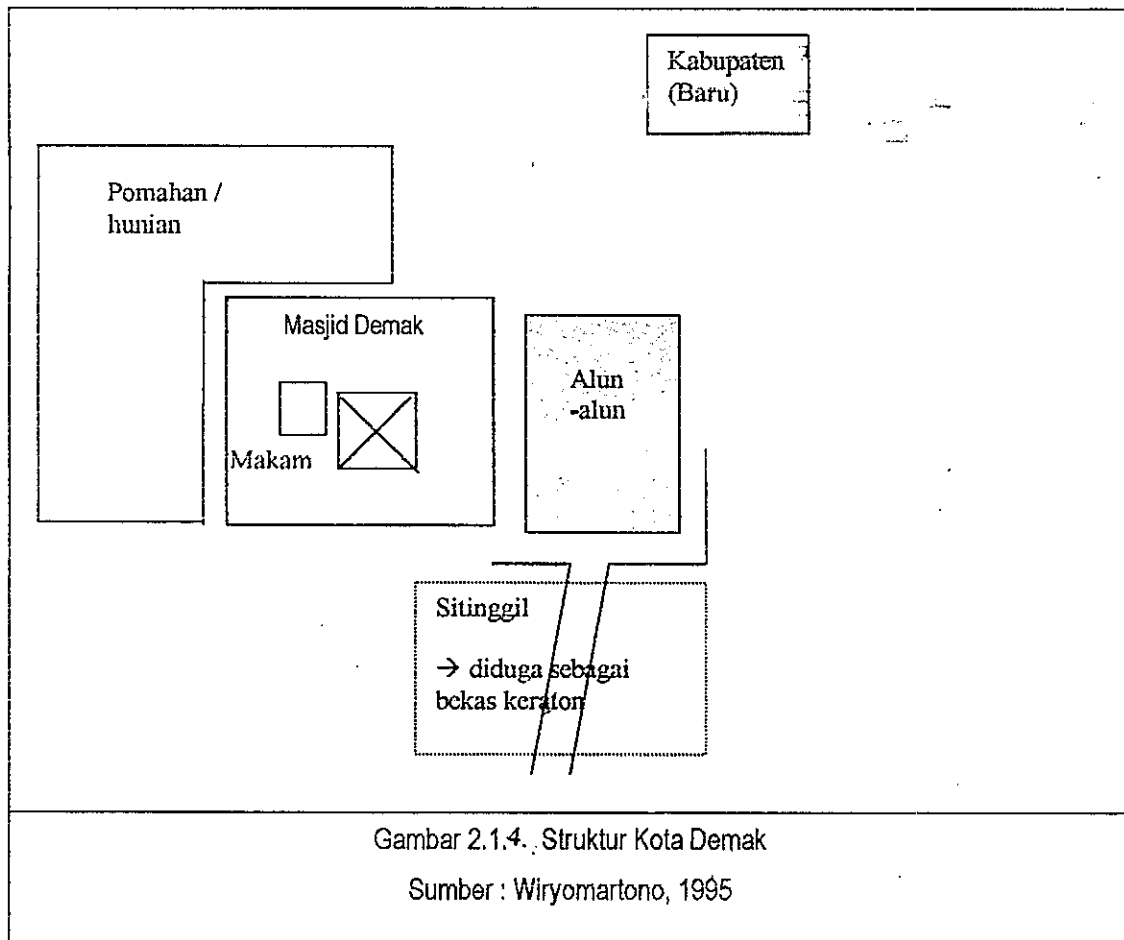 Kabupaten
(Baru)
Pomahan /
hunian
Masjid Demak
Alun
-alun
Makam
Sitinggil
→ diduga sebagai
bekas keraton
Gambar 2.1.4. Struktur Kota Demak
Sumber : Wiryomartono, 1995